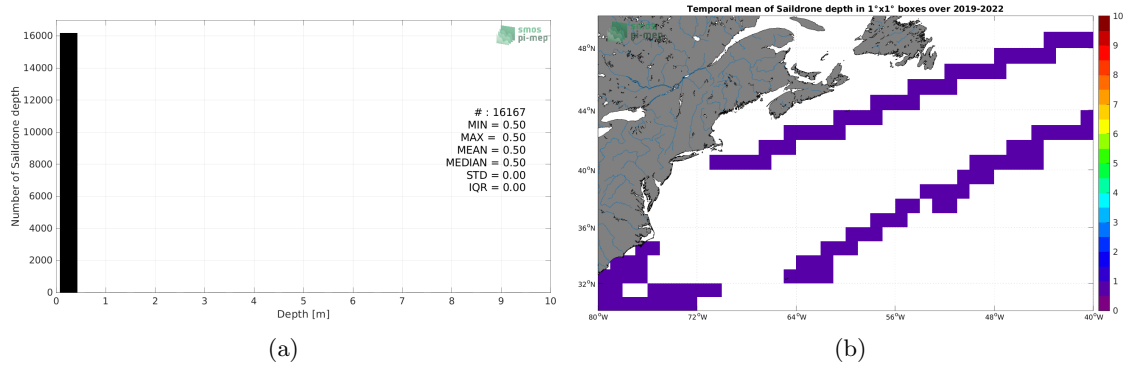 smos
pi-mep
# : 16167
MIN = 0.50
MAX = 0.50
MEAN = 0.50
MEDIAN = 0.50
STD = 0.00
IQR = 0.00
Number of Saildrone depth
16000
14000
12000
10000
8000
6000
4000
2000
0
0 1 2 3 4 5 6 7 8 9 10
Depth [m]
(a)
Temporal mean of Saildrone depth in 1°x1° boxes over 2019-2022
smos
pi-mep
48°N
44°N
40°N
36°N
32°N
80°W 72°W 64°W 56°W 48°W 40°W
10
9
8
7
6
5
4
3
2
1
0
(b)